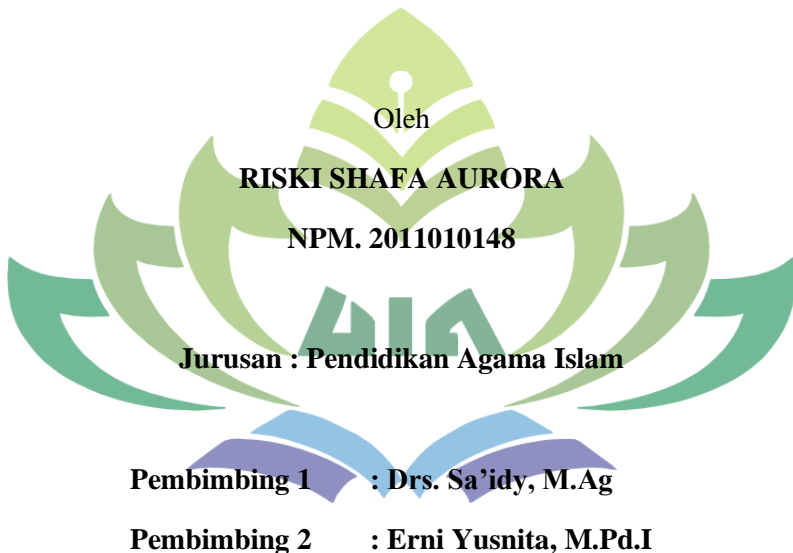 Oleh
RISKI SHAFA AURORA
NPM. 2011010148
UIN
Jurusan : Pendidikan Agama Islam
Pembimbing 1 : Drs. Sa’idy, M.Ag
Pembimbing 2 : Erni Yusnita, M.Pd.I